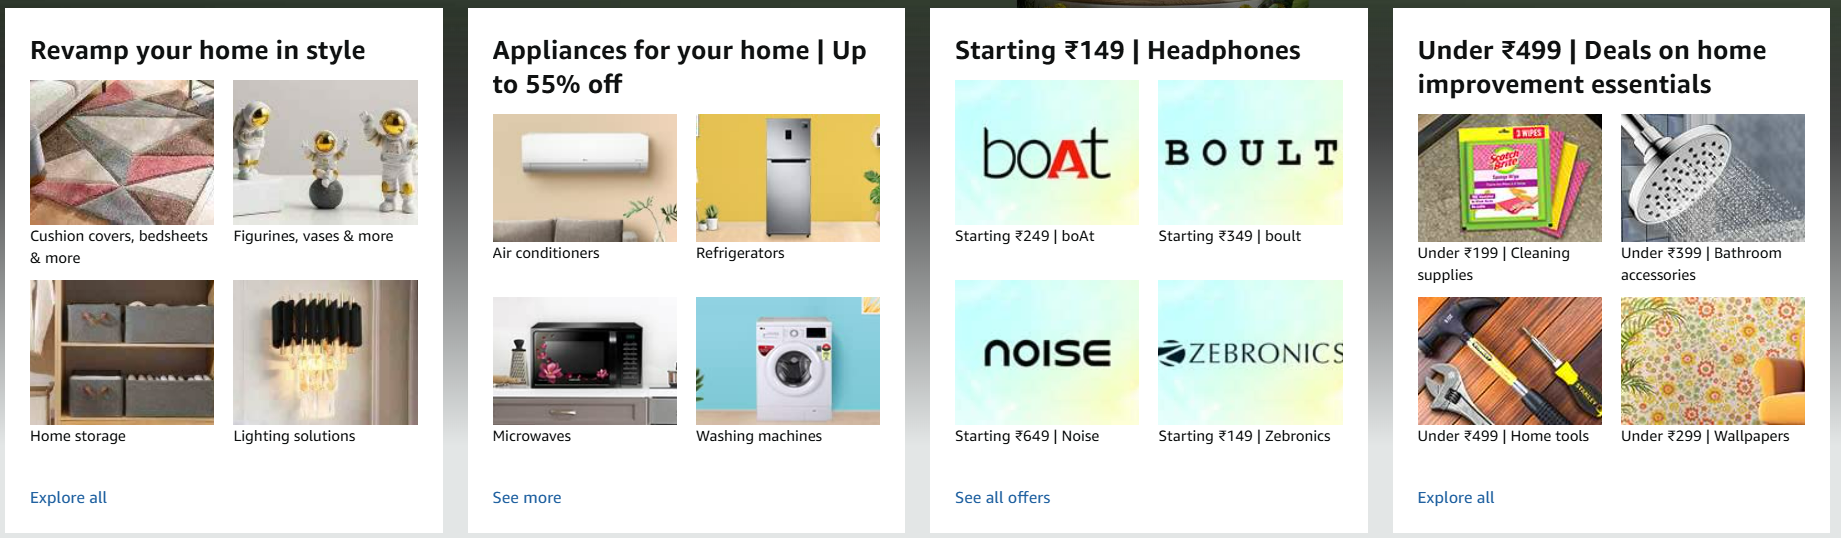 Revamp your home in style
Cushion covers, bedsheets
& more
Figurines, vases & more
Home storage
Lighting solutions
Explore all
Appliances for your home | Up
to 55% off
Air conditioners
Refrigerators
Microwaves
Washing machines
See more
Starting ₹149 | Headphones
boAt
Starting ₹249 | boAt
BOULT
Starting ₹349 | boult
noise
Starting ₹649 | Noise
ZEBRONICS
Starting ₹149 | Zebronics
See all offers
Under ₹499 | Deals on home
improvement essentials
3 WIPES
Scotch
Brite
Sponge Wipe
Under ₹199 | Cleaning
supplies
Under ₹399 | Bathroom
accessories
STANLEY
Under ₹499 | Home tools
Under ₹299 | Wallpapers
Explore all